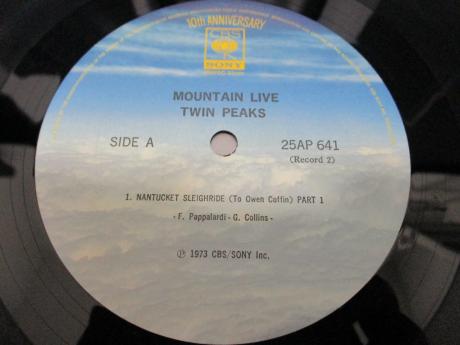 10th ANNIVERSARY
CBS
SONY
MOUNTAIN LIVE
TWIN PEAKS
SIDE A
25AP 641
(Record 2)
1. NANTUCKET SLEIGHRIDE (To Owen Coffin) PART 1
- F. Pappalardi - G. Collins -
Ⓟ 1973 CBS/SONY Inc.